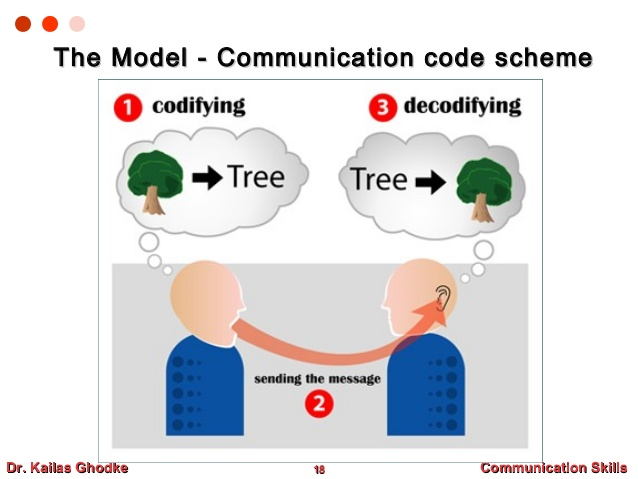 The Model - Communication code scheme
1 codifying
3 decodifying
Tree
Tree
sending the message
2
Dr. Kailas Ghodke
18
Communication Skills